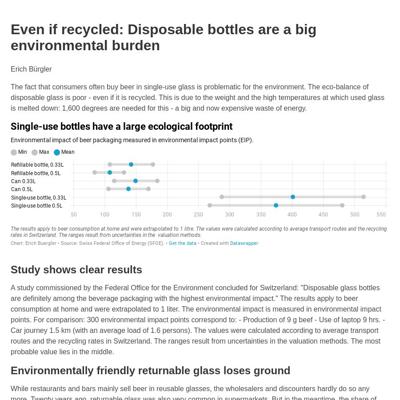 Even if recycled: Disposable bottles are a big
environmental burden
Erich Bürgler
The fact that consumers often buy beer in single-use glass is problematic for the environment. The eco-balance of
disposable glass is poor - even if it is recycled. This is due to the weight and the high temperatures at which used glass
is melted down: 1,600 degrees are needed for this - a big and now expensive waste of energy.
Single-use bottles have a large ecological footprint
Environmental impact of beer packaging measured in environmental impact points (EIP).
Min Max Mean
Refillable bottle, 0.33L
Refillable bottle, 0.5L
Can 0.33L
Can 0.5L
Single-use bottle, 0.33L
Single-use bottle 0.5L
50 100 150 200 250 300 350 400 450 500 550
The results apply to beer consumption at home and were extrapolated to 1 litre. The values were calculated according to average transport routes and the recycling
rates in Switzerland. The ranges result from uncertainties in the valuation methods.
Chart: Erich Buergler • Source: Swiss Federal Office of Energy (SFOE). • Get the data • Created with Datawrapper
Study shows clear results
A study commissioned by the Federal Office for the Environment concluded for Switzerland: "Disposable glass bottles
are definitely among the beverage packaging with the highest environmental impact." The results apply to beer
consumption at home and were extrapolated to 1 litre. The environmental impact is measured in environmental impact
points. For comparison: 300 environmental impact points correspond to: - Production of 9 g beef - Use of laptop 9 hrs. -
Car journey 1.5 km (with an average load of 1.6 persons). The values were calculated according to average transport
routes and the recycling rates in Switzerland. The ranges result from uncertainties in the valuation methods. The most
probable value lies in the middle.
Environmentally friendly returnable glass loses ground
While restaurants and bars mainly sell beer in reusable glasses, the wholesalers and discounters hardly do so any
more. Twenty years ago, returnable glass was also very common in supermarkets. But in the meantime, the share of